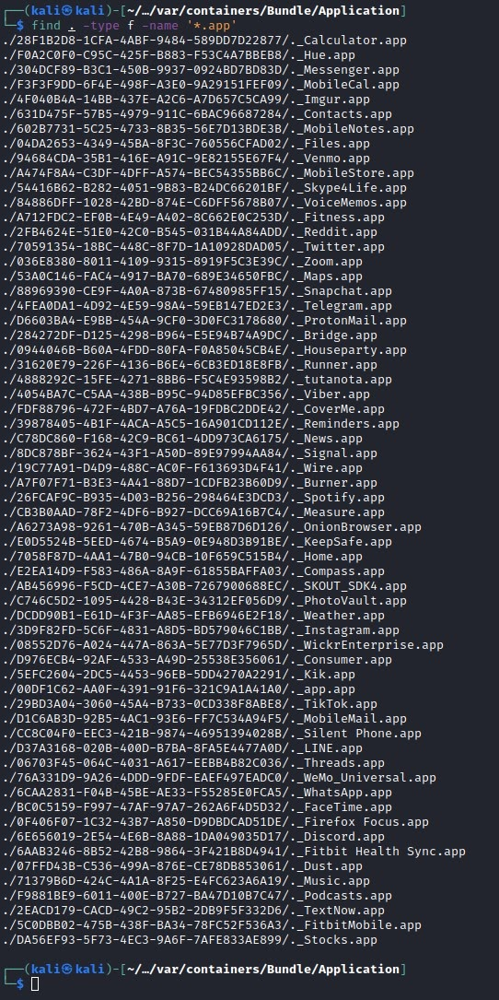 ┌──(kali㉿kali)-[~/…/var/containers/Bundle/Application]
└─$ find . -type f -name '*.app'
./28F1B2D8-1CFA-4ABF-9484-589DD7D22877/._Calculator.app
./F0A2C0F0-C95C-425F-B883-F53C4A7BBEB8/._Hue.app
./304DCF89-B3C1-450B-9937-0924BD7BD83D/._Messenger.app
./F3F3F9DD-6F4E-498F-A3E0-9A29151FEF09/._MobileCal.app
./4F040B4A-14BB-437E-A2C6-A7D657C5CA99/._Imgur.app
./631D475F-57B5-4979-911C-6BAC96687284/._Contacts.app
./602B7731-5C25-4733-8B35-56E7D13BDE3B/._MobileNotes.app
./04DA2653-4349-45BA-8F3C-760556CFAD02/._Files.app
./94684CDA-35B1-416E-A91C-9E82155E67F4/._Venmo.app
./A474F8A4-C3DF-4DFF-A574-BEC54355BB6C/._MobileStore.app
./54416B62-B282-4051-9B83-B24DC66201BF/._Skype4Life.app
./84886DFF-1028-42BD-874E-C6DFF5678B07/._VoiceMemos.app
./A712FDC2-EF0B-4E49-A402-8C662E0C253D/._Fitness.app
./2FB4624E-51E0-42C0-B545-031B44A84ADD/._Reddit.app
./70591354-18BC-448C-8F7D-1A10928DAD05/._Twitter.app
./036E8380-8011-4109-9315-8919F5C3E39C/._Zoom.app
./53A0C146-FAC4-4917-BA70-689E34650FBC/._Maps.app
./88969390-CE9F-4A0A-873B-67480985FF15/._Snapchat.app
./4FEA0DA1-4D92-4E59-98A4-59EB147ED2E3/._Telegram.app
./D6603BA4-E9BB-454A-9CF0-3D0FC3178680/._ProtonMail.app
./284272DF-D125-4298-B964-E5E94B74A9DC/._Bridge.app
./0944046B-B60A-4FDD-80FA-F0A85045CB4E/._Houseparty.app
./31620E79-226F-4136-B6E4-6CB3ED18E8FB/._Runner.app
./4888292C-15FE-4271-8BB6-F5C4E93598B2/._tutanota.app
./4054BA7C-C5AA-438B-B95C-94D85EFBC356/._Viber.app
./FDF88796-472F-4BD7-A76A-19FDBC2DDE42/._CoverMe.app
./39878405-4B1F-4ACA-A5C5-16A901CD112E/._Reminders.app
./C78DC860-F168-42C9-BC61-4DD973CA6175/._News.app
./8DC878BF-3624-43F1-A50D-89E97994AA84/._Signal.app
./19C77A91-D4D9-488C-AC0F-F613693D4F41/._Wire.app
./A7F07F71-B3E3-4A41-88D7-1CDFB23B60D9/._Burner.app
./26FCAF9C-B935-4D03-B256-298464E3DCD3/._Spotify.app
./CB3B0AAD-78F2-4DF6-B927-DCC69A16B7C4/._Measure.app
./A6273A98-9261-470B-A345-59EB87D6D126/._OnionBrowser.app
./E0D5524B-5EED-4674-B5A9-0E948D3B91BE/._KeepSafe.app
./7058F87D-4AA1-47B0-94CB-10F659C515B4/._Home.app
./E2EA14D9-F583-486A-8A9F-61855BAFFA03/._Compass.app
./AB456996-F5CD-4CE7-A30B-7267900688EC/._SKOUT_SDK4.app
./C746C5D2-1095-4428-B43E-34312EF056D9/._PhotoVault.app
./DCDD90B1-E61D-4F3F-AA85-EFB6946E2F18/._Weather.app
./3D9F82FD-5C6F-4831-A8D5-BD579046C1BB/._Instagram.app
./08552D76-A024-447A-863A-5E77D3F7965D/._WickrEnterprise.app
./D976ECB4-92AF-4533-A49D-25538E356061/._Consumer.app
./5EFC2604-2DC5-4453-96EB-5DD4270A2291/._Kik.app
./00DF1C62-AA0F-4391-91F6-321C9A1A41A0/._app.app
./29BD3A04-3060-45A4-B733-0CD338F8ABE8/._TikTok.app
./D1C6AB3D-92B5-4AC1-93E6-FF7C534A94F5/._MobileMail.app
./CC8C04F0-EEC3-421B-9874-46951394028B/._Silent Phone.app
./D37A3168-020B-400D-B7BA-8FA5E4477A0D/._LINE.app
./06703F45-064C-4031-A617-EEBB4B82C036/._Threads.app
./76A331D9-9A26-4DDD-9FDF-EAEF497EADC0/._WeMo_Universal.app
./6CAA2831-F04B-45BE-AE33-F55285E0FCA5/._WhatsApp.app
./BC0C5159-F997-47AF-97A7-262A6F4D5D32/._FaceTime.app
./0F406F07-1C32-43B7-A850-D9DBDCAD51DE/._Firefox Focus.app
./6E656019-2E54-4E6B-8A88-1DA049035D17/._Discord.app
./6AAB3246-8B52-42B8-9864-3F421B8D4941/._Fitbit Health Sync.app
./07FFD43B-C536-499A-876E-CE78DB853061/._Dust.app
./71379B6D-424C-4A1A-8F25-E4FC623A6A19/._Music.app
./F9881BE9-6011-400E-B727-BA47D10B7C47/._Podcasts.app
./2EACD179-CACD-49C2-95B2-2DB9F5F332D6/._TextNow.app
./5C0DBB02-475B-438F-BA34-78FC52F536A3/._FitbitMobile.app
./DA56EF93-5F73-4EC3-9A6F-7AFE833AE899/._Stocks.app
┌──(kali㉿kali)-[~/…/var/containers/Bundle/Application]
└─$